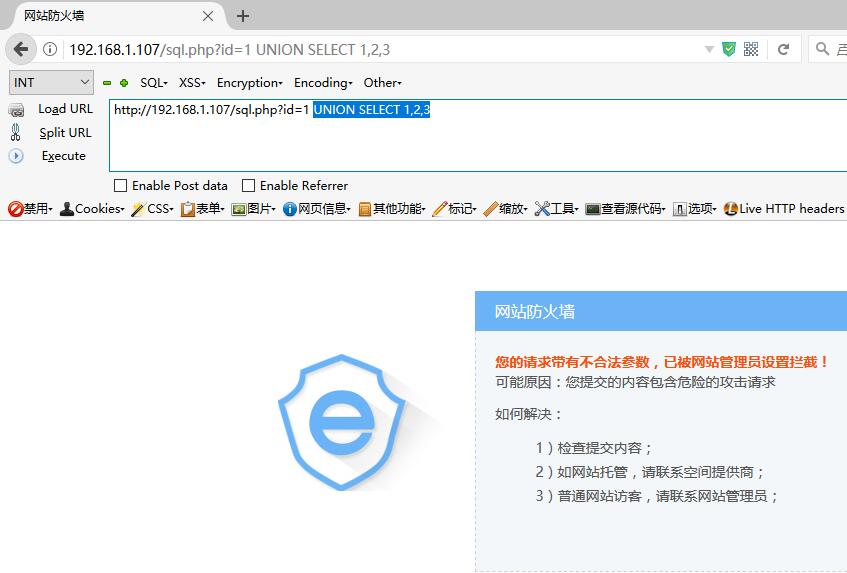 网站防火墙
192.168.1.107/sql.php?id=1 UNION SELECT 1,2,3
INT SQL▾ XSS▾ Encryption▾ Encoding▾ Other▾
Load URL http://192.168.1.107/sql.php?id=1 UNION SELECT 1,2,3
Split URL
Execute
Enable Post data Enable Referrer
禁用▾ Cookies▾ CSS▾ 表单▾ 图片▾ 网页信息▾ 其他功能▾ 标记▾ 缩放▾ 工具▾ 查看源代码▾ 选项▾ Live HTTP headers
网站防火墙
您的请求带有不合法参数，已被网站管理员设置拦截！
可能原因：您提交的内容包含危险的攻击请求
如何解决：
1）检查提交内容；
2）如网站托管，请联系空间提供商；
3）普通网站访客，请联系网站管理员；